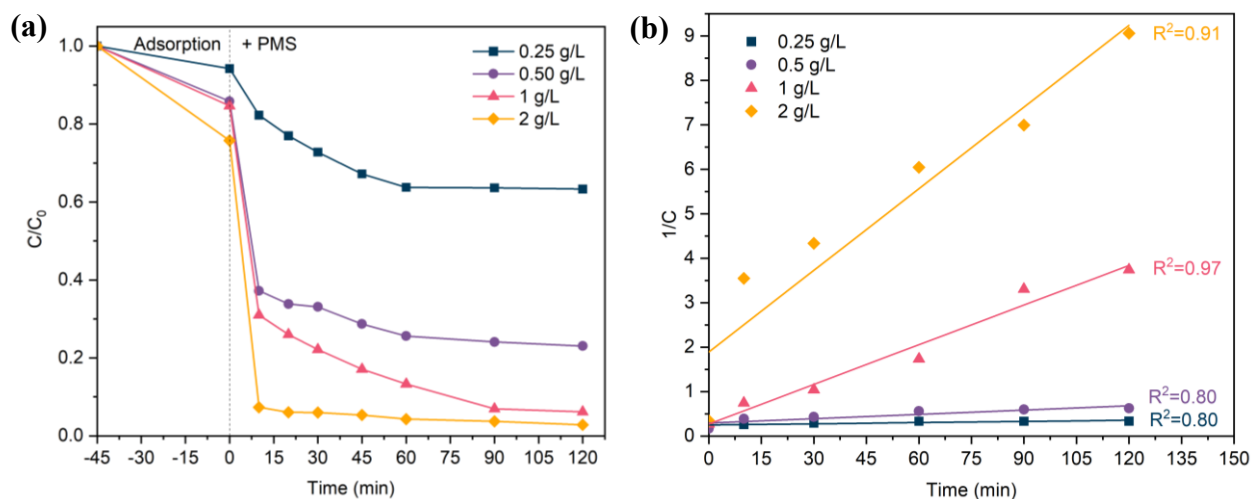 (a)
1.0
0.8
0.6
0.4
0.2
0.0
C/C0
Adsorption + PMS
0.25 g/L
0.50 g/L
1 g/L
2 g/L
-45 -30 -15 0 15 30 45 60 75 90 105 120
Time (min)
(b)
9
8
7
6
5
4
3
2
1
0
1/C
0.25 g/L
0.5 g/L
1 g/L
2 g/L
R2=0.91
R2=0.97
R2=0.80
R2=0.80
0 15 30 45 60 75 90 105 120 135 150
Time (min)